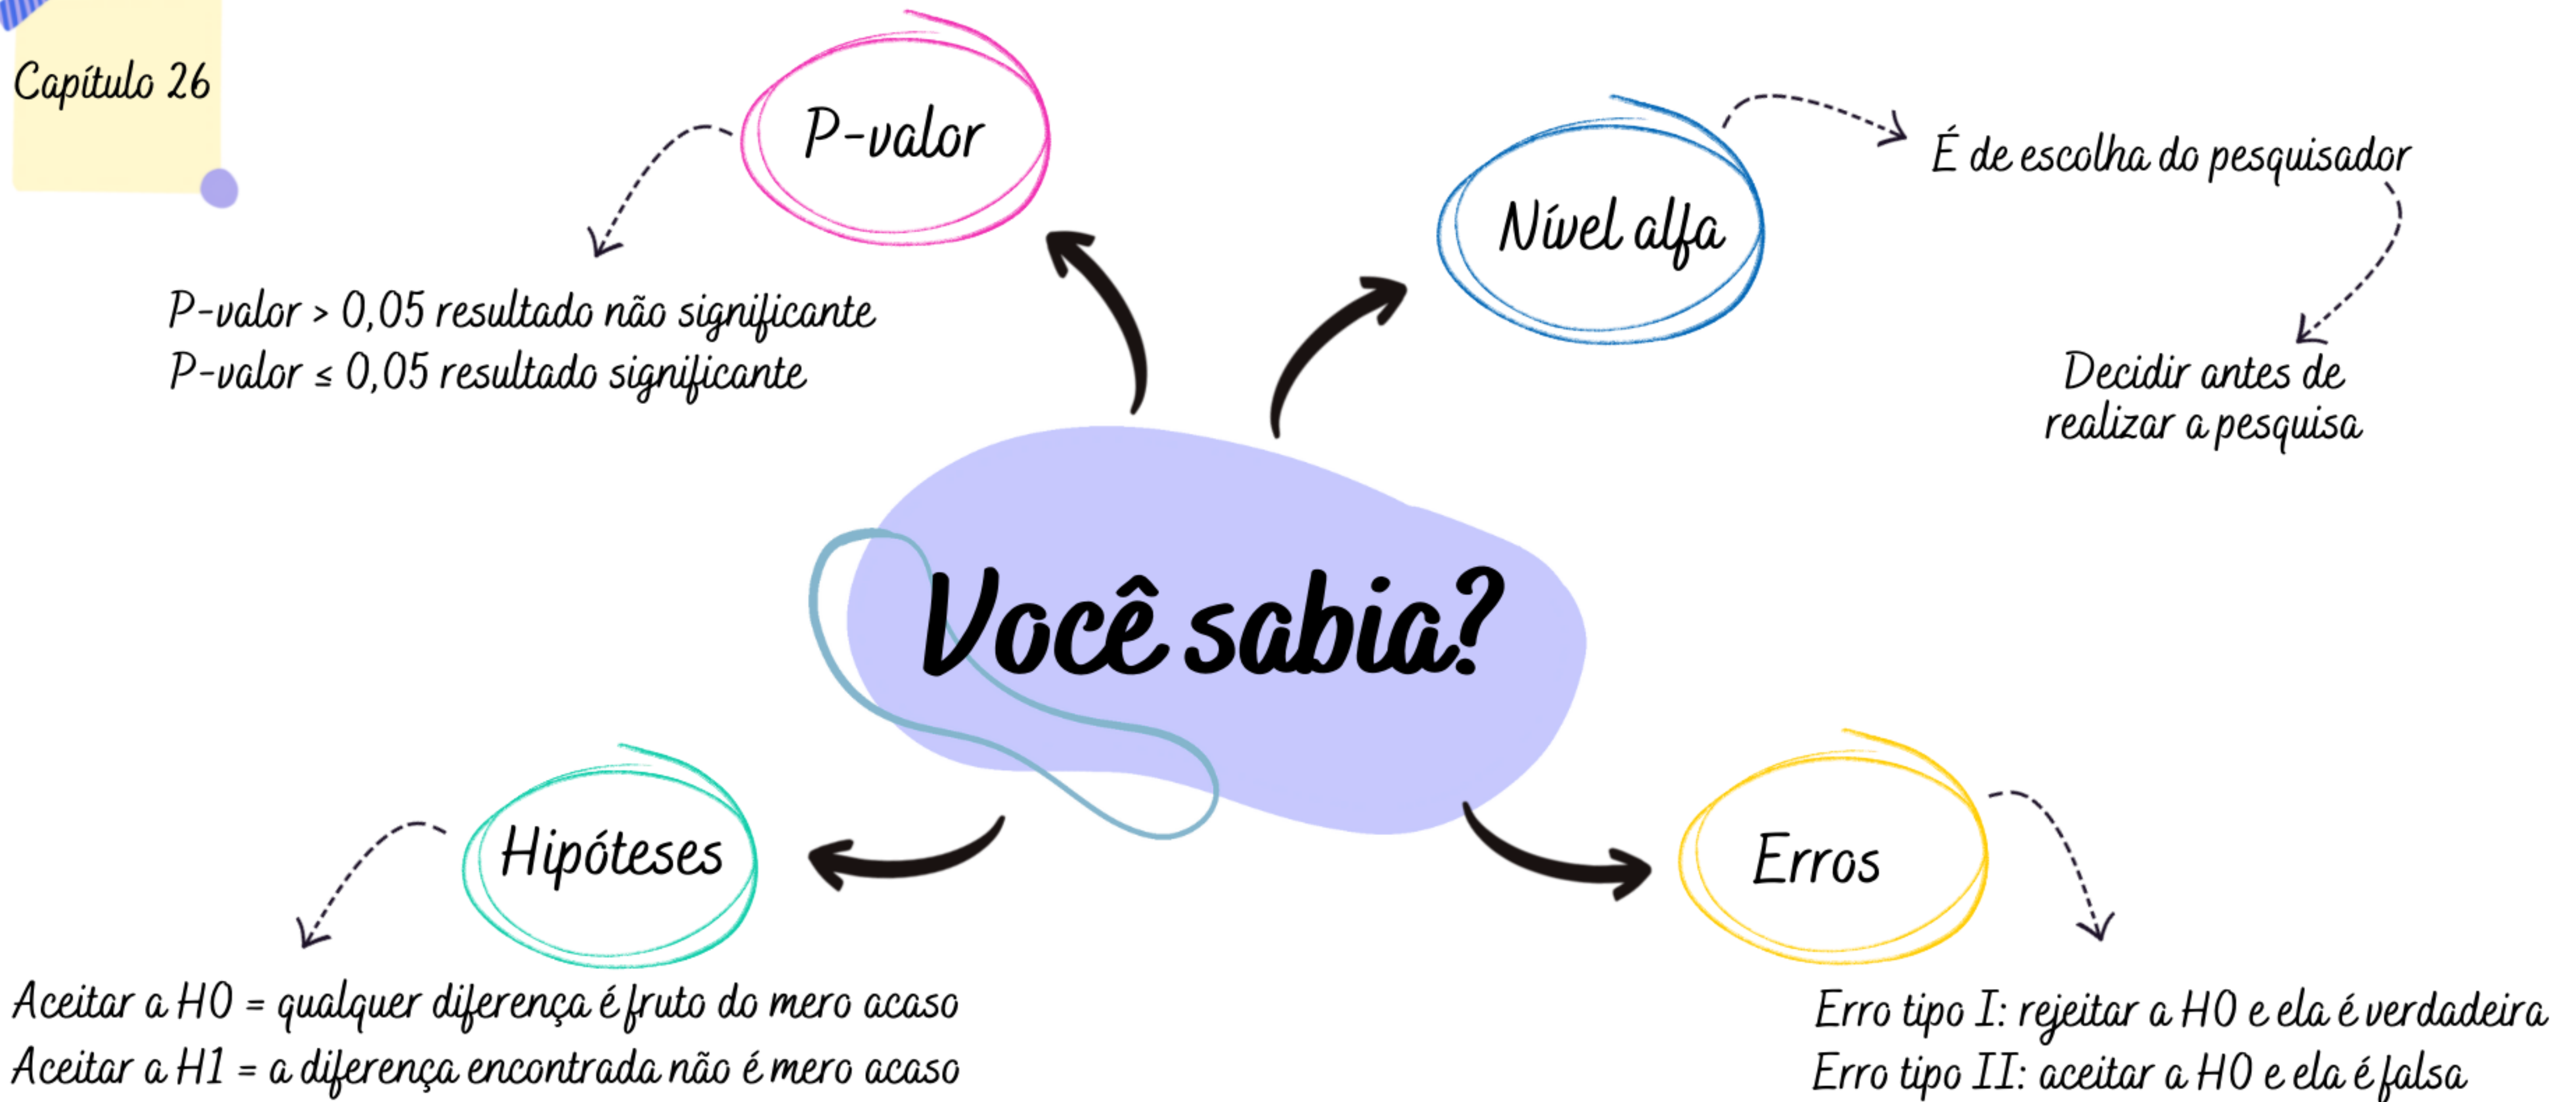 Capítulo 26
P-valor
P-valor > 0,05 resultado não significante
P-valor ≤ 0,05 resultado significante
Nível alfa
É de escolha do pesquisador
Decidir antes de
realizar a pesquisa
Você sabia?
Hipóteses
Aceitar a H0 = qualquer diferença é fruto do mero acaso
Aceitar a H1 = a diferença encontrada não é mero acaso
Erros
Erro tipo I: rejeitar a H0 e ela é verdadeira
Erro tipo II: aceitar a H0 e ela é falsa